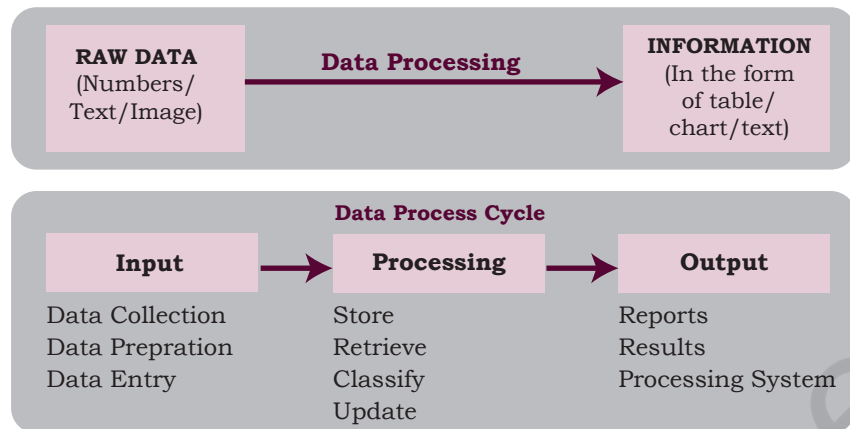 RAW DATA
(Numbers/
Text/Image)
Data Processing
INFORMATION
(In the form
of table/
chart/text)
Data Process Cycle
Input
Processing
Output
Data Collection
Data Prepration
Data Entry
Store
Retrieve
Classify
Update
Reports
Results
Processing System